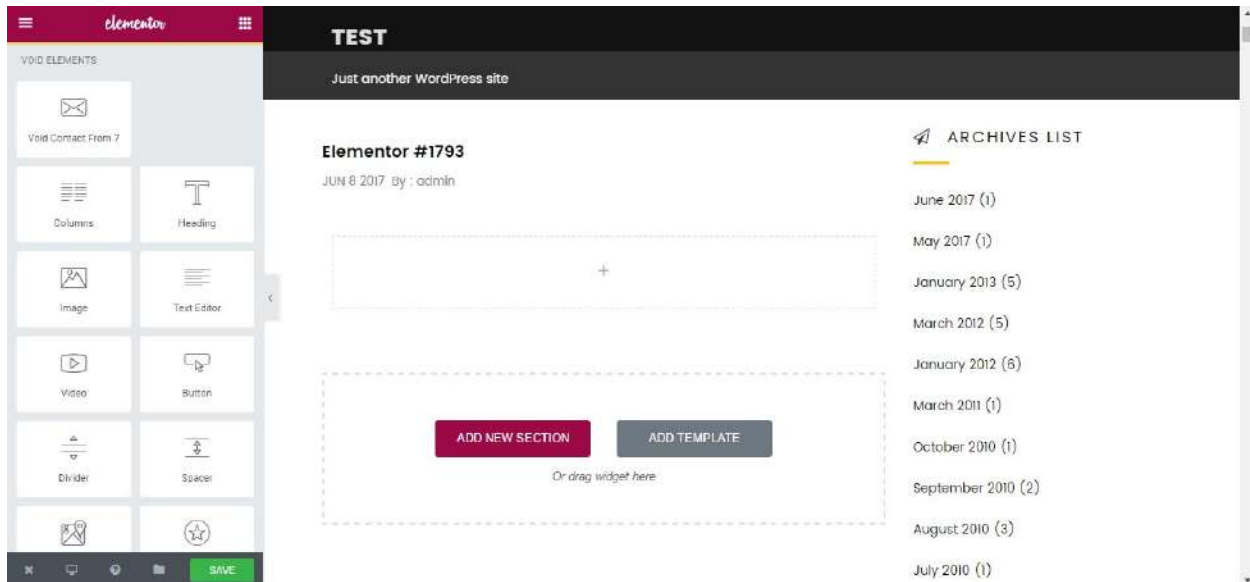 elementor
VOID ELEMENTS
Void Contact From 7
Columns
Heading
Image
Text Editor
Video
Button
Divider
Spacer
SAVE
TEST
Just another WordPress site
Elementor #1793
JUN 8 2017 By : admin
+
ADD NEW SECTION
ADD TEMPLATE
Or drag widget here
ARCHIVES LIST
June 2017 (1)
May 2017 (1)
January 2013 (5)
March 2012 (5)
January 2012 (6)
March 2011 (1)
October 2010 (1)
September 2010 (2)
August 2010 (3)
July 2010 (1)